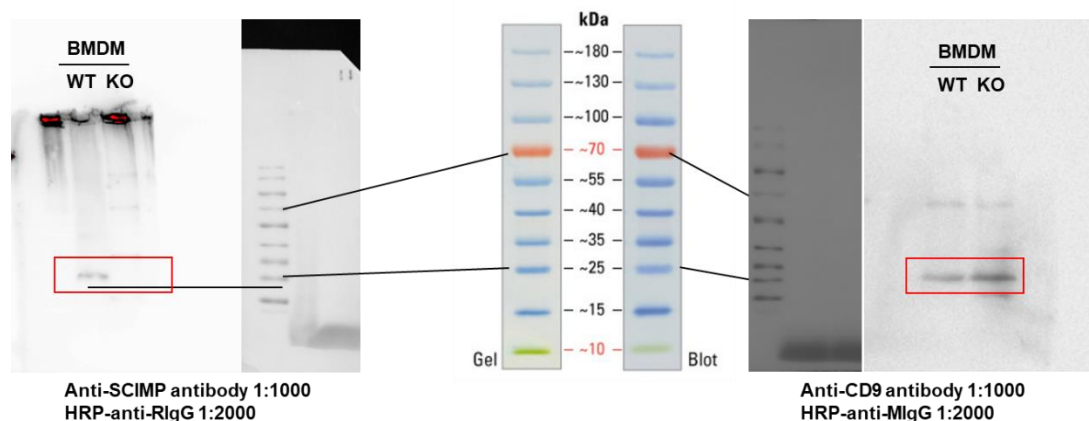 BMDM
WT KO
kDa
~180
~130
~100
~70
~55
~40
~35
~25
~15
~10
Gel
Blot
BMDM
WT KO
Anti-SCIMP antibody 1:1000
HRP-anti-RIgG 1:2000
Anti-CD9 antibody 1:1000
HRP-anti-MIgG 1:2000